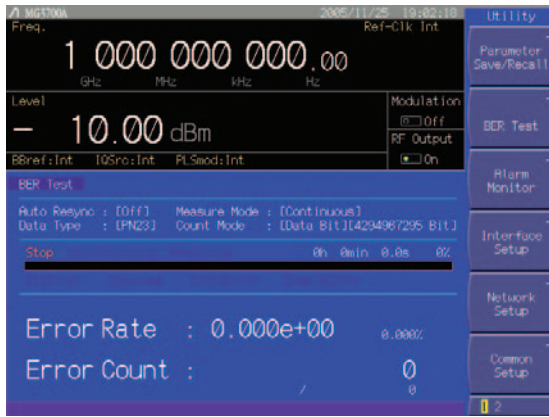 MG3700A 2005/11/25 19:02:18
Freq. Ref-Clk Int
1 000 000 000.00
GHz MHz kHz Hz
Level
- 10.00 dBm
Modulation
Off
RF Output
On
BBref:Int IQSrc:Int PLSmod:Int
BER Test
Auto Resync : [Off] Measure Mode : [Continuous]
Data Type : [PN23] Count Mode : [Data Bit][4294967295 Bit]
Stop 0h 0min 0.0s 0%
Error Rate : 0.000e+00 0.000%
Error Count : 0
/ 0
Utility
Parameter
Save/Recall
BER Test
Alarm
Monitor
Interface
Setup
Network
Setup
Common
Setup
1 2